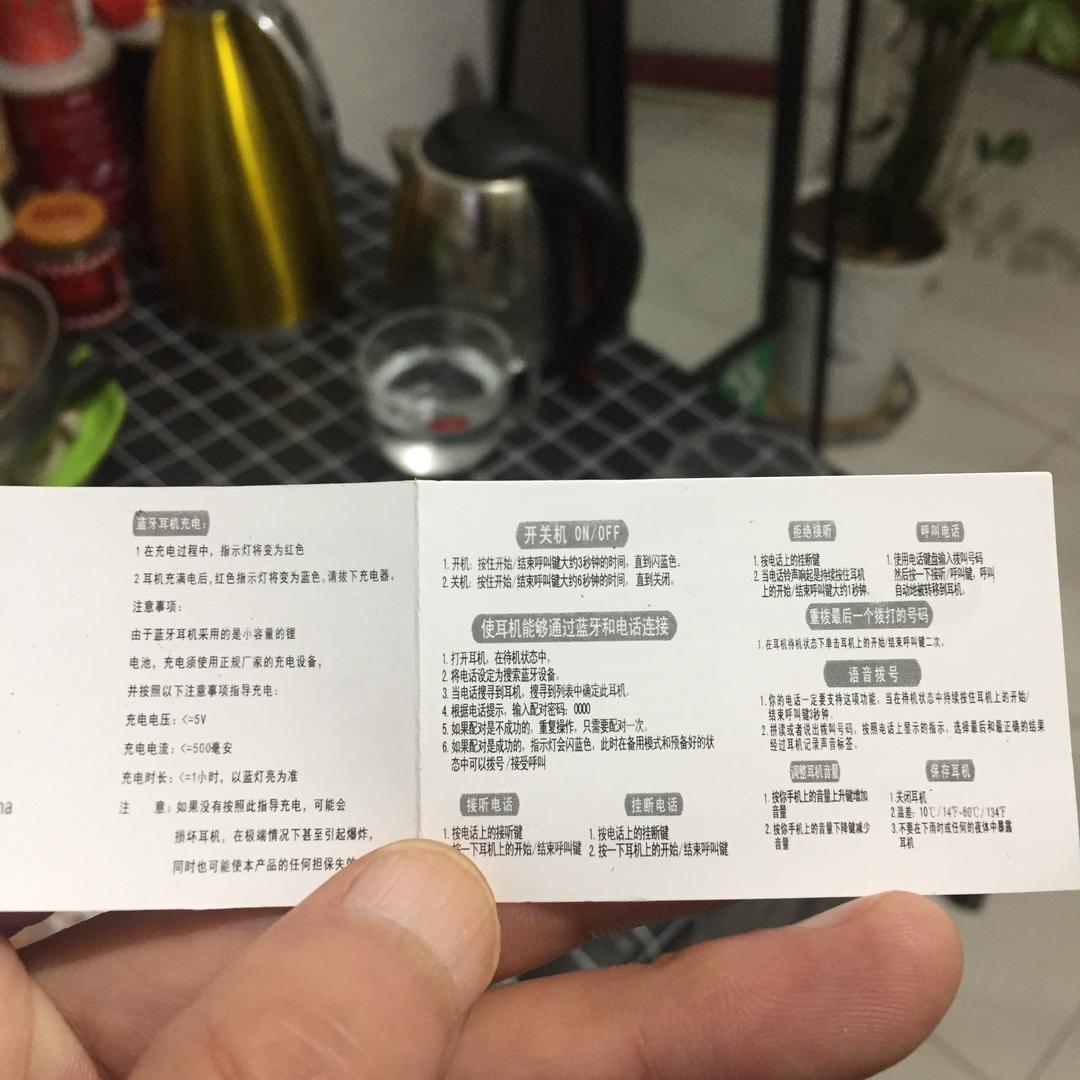 蓝牙耳机充电:
1 在充电过程中，指示灯将变为红色
2 耳机充满电后,红色指示灯将变为蓝色,请拔下充电器。
注意事项:
由于蓝牙耳机采用的是小容量的锂
电池，充电须使用正规厂家的充电设备，
并按照以下注意事项指导充电:
充电电压: <=5V
充电电流: <=500毫安
充电时长: <=1小时，以蓝灯亮为准
注 意:如果没有按照此指导充电，可能会
损坏耳机，在极端情况下甚至引起爆炸，
同时也可能使本产品的任何担保失
na
开关机 ON/OFF
1.开机: 按住开始/结束呼叫键大约3秒钟的时间，直到闪蓝色。
2.关机: 按住开始/结束呼叫键大约6秒钟的时间，直到关闭。
使耳机能够通过蓝牙和电话连接
1.打开耳机，在待机状态中。
2.将电话设定为搜索蓝牙设备。
3.当电话搜寻到耳机，搜寻到列表中确定此耳机。
4.根据电话提示，输入配对密码: 0000
5.如果配对是不成功的，重复操作，只需要配对一次。
6.如果配对是成功的，指示灯会闪蓝色，此时在备用模式和预备好的状
态中可以拨号/接受呼叫
接听电话
1.按电话上的接听键
按一下耳机上的开始/结束呼叫键
挂断电话
1.按电话上的挂断键
2.按一下耳机上的开始/结束呼叫键
拒绝接听
1.按电话上的挂断键
2.当电话铃声响起是持续按住耳机
上的开始/结束呼叫键大约1秒钟。
呼叫电话
1.使用电话键盘输入拨叫号码
然后按一下接听/呼叫键，呼叫
自动地被转移到耳机。
重拨最后一个拨打的号码
1.在耳机待机状态下单击耳机上的开始/结束呼叫键二次。
语音拨号
1.你的电话一定要支持这项功能，当在待机状态中持续按住耳机上的开始/
结束呼叫键3秒钟。
2.拼读或者说出拨叫号码，按照电话上显示的指示，选择最后和最正确的结果
经过耳机记录声音标签。
调整耳机音量
1.按你手机上的音量上升键增加
音量
2.按你手机上的音量下降键减少
音量
保存耳机
1.关闭耳机
2.温差: 10℃/14℉-60℃/134℉
3.不要在下雨时或任何的夜体中暴露
耳机